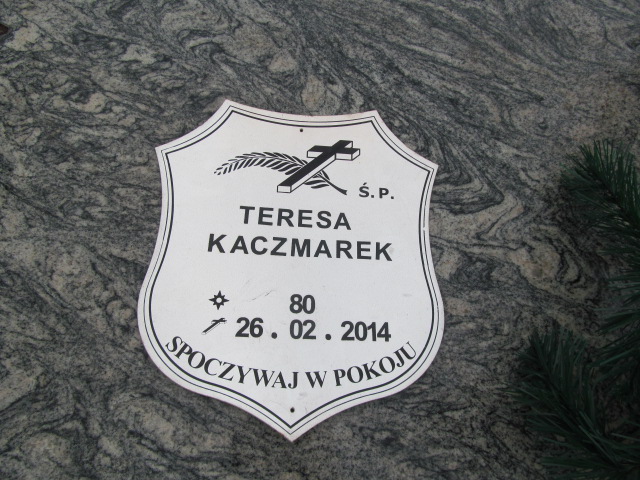 Ś.P.
TERESA
KACZMAREK
80
26.02.2014
SPOCZYWAJ W POKOJU